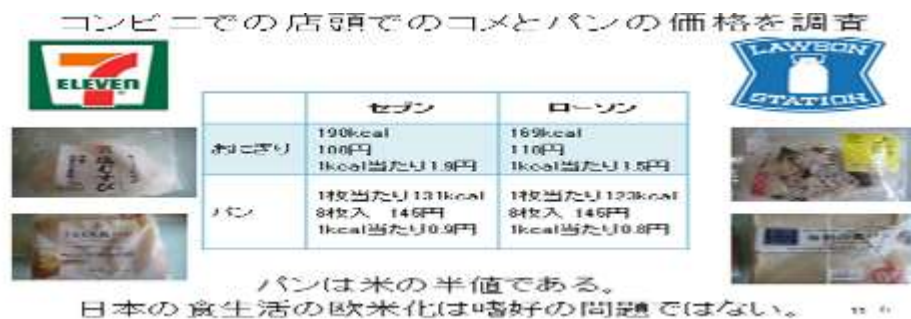 コンビニでの店頭でのコメとパンの価格を調査
7
ELEVEN
LAWSON
STATION
セブン
ローソン
おにぎり
190kcal
100円
1kcal当たり1.9円
169kcal
110円
1kcal当たり1.5円
パン
1枚当たり131kcal
8枚入 145円
1kcal当たり0.9円
1枚当たり123kcal
8枚入 145円
1kcal当たり0.8円
パンは米の半値である。
日本の食生活の欧米化は嗜好の問題ではない。